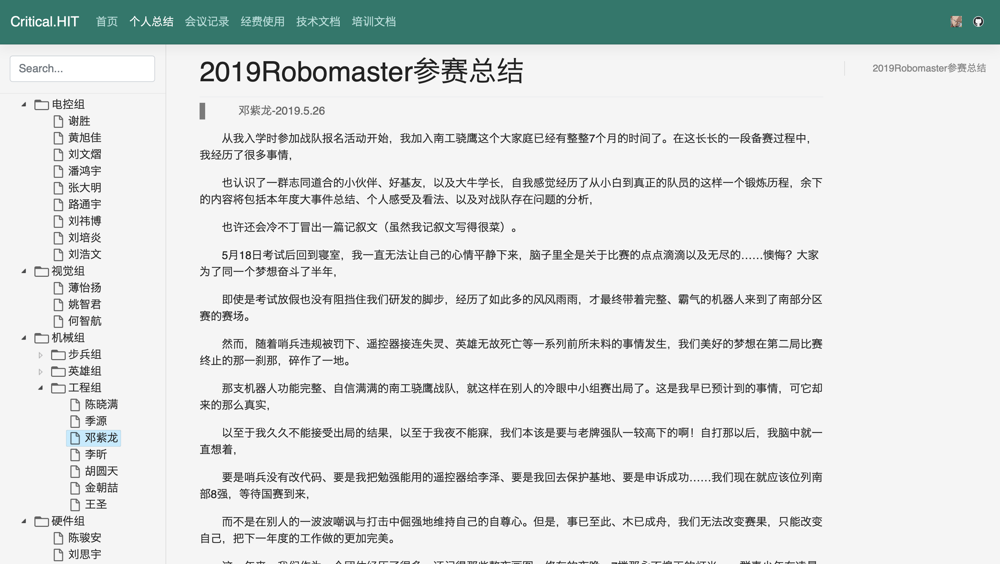 Critical.HIT 首页 个人总结 会议记录 经费使用 技术文档 培训文档
Search...
电控组
谢胜
黄旭佳
刘文熠
潘鸿宇
张大明
路通宇
刘祎博
刘培炎
刘浩文
视觉组
薄怡扬
姚智君
何智航
机械组
步兵组
英雄组
工程组
陈晓满
季源
邓紫龙
李昕
胡圆天
金朝喆
王圣
硬件组
陈骏安
刘思宇
2019Robomaster参赛总结
邓紫龙-2019.5.26
从我入学时参加战队报名活动开始，我加入南工骁鹰这个大家庭已经有整整7个月的时间了。在这长长的一段备赛过程中，
我经历了很多事情，
也认识了一群志同道合的小伙伴、好基友，以及大牛学长，自我感觉经历了从小白到真正的队员的这样一个锻炼历程，余下
的内容将包括本年度大事件总结、个人感受及看法、以及对战队存在问题的分析，
也许还会冷不丁冒出一篇记叙文（虽然我记叙文写得很菜）。
5月18日考试后回到寝室，我一直无法让自己的心情平静下来，脑子里全是关于比赛的点点滴滴以及无尽的……懊悔？大家
为了同一个梦想奋斗了半年，
即使是考试放假也没有阻挡住我们研发的脚步，经历了如此多的风风雨雨，才最终带着完整、霸气的机器人来到了南部分区
赛的赛场。
然而，随着哨兵违规被罚下、遥控器接连失灵、英雄无故死亡等一系列前所未料的事情发生，我们美好的梦想在第二局比赛
终止的那一刹那，碎作了一地。
那支机器人功能完整、自信满满的南工骁鹰战队，就这样在别人的冷眼中小组赛出局了。这是我早已预计到的事情，可它却
来的那么真实，
以至于我久久不能接受出局的结果，以至于我夜不能寐，我们本该是要与老牌强队一较高下的啊！自打那以后，我脑中就一
直想着，
要是哨兵没有改代码、要是我把勉强能用的遥控器给李泽、要是我回去保护基地、要是申诉成功……我们现在就应该位列南
部8强，等待国赛到来，
而不是在别人的一波波嘲讽与打击中倔强地维持自己的自尊心。但是，事已至此、木已成舟，我们无法改变赛果，只能改变
自己，把下一年度的工作做的更加完美。
2019Robomaster参赛总结